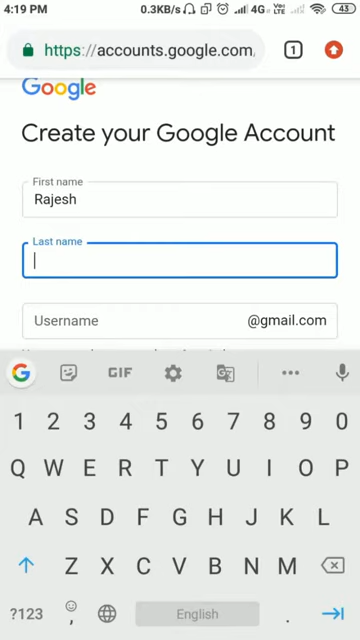 4:19 PM 0.3KB/s 4G Vo LTE 43
https://accounts.google.com, 1
Google
Create your Google Account
First name
Rajesh
Last name
Username @gmail.com
G GIF
1 2 3 4 5 6 7 8 9 0
Q W E R T Y U I O P
A S D F G H J K L
Z X C V B N M
?123 , English .